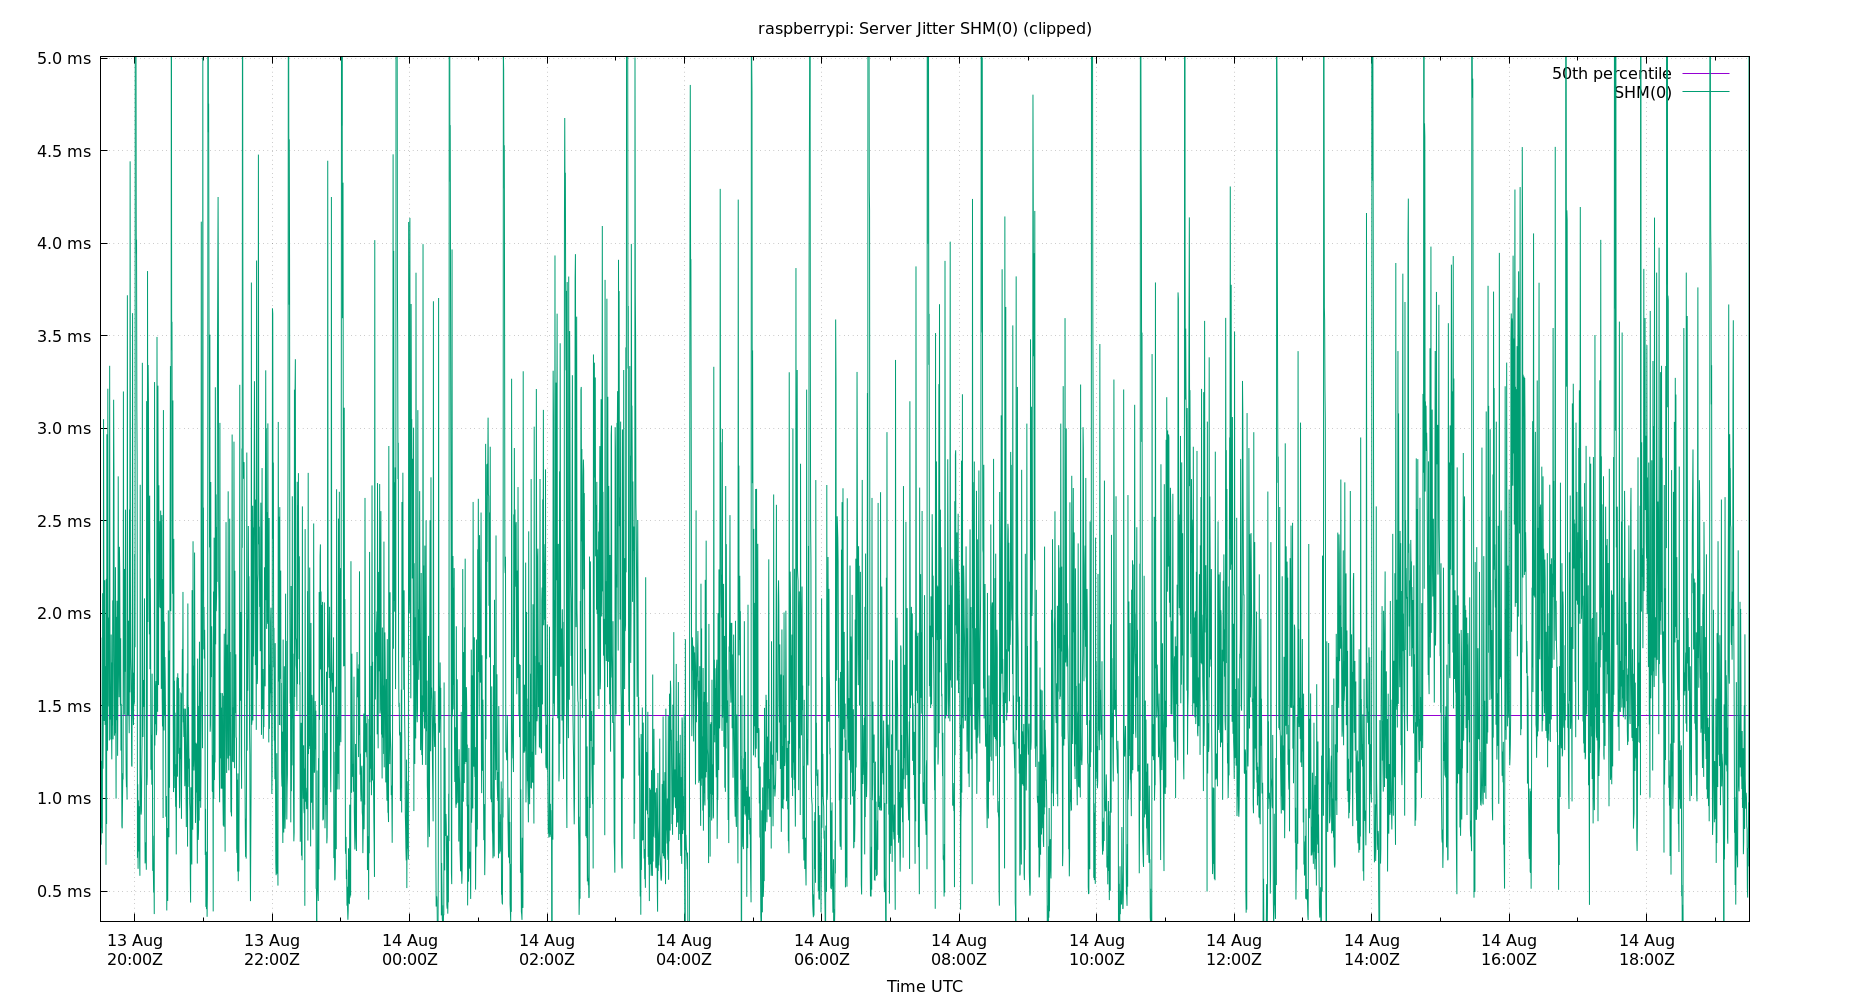 raspberrypi: Server Jitter SHM(0) (clipped)
5.0 ms
50th percentile
SHM(0)
4.5 ms
4.0 ms
3.5 ms
3.0 ms
2.5 ms
2.0 ms
1.5 ms
1.0 ms
0.5 ms
13 Aug 13 Aug 14 Aug 14 Aug 14 Aug 14 Aug 14 Aug 14 Aug 14 Aug 14 Aug 14 Aug 14 Aug
20:00Z 22:00Z 00:00Z 02:00Z 04:00Z 06:00Z 08:00Z 10:00Z 12:00Z 14:00Z 16:00Z 18:00Z
Time UTC